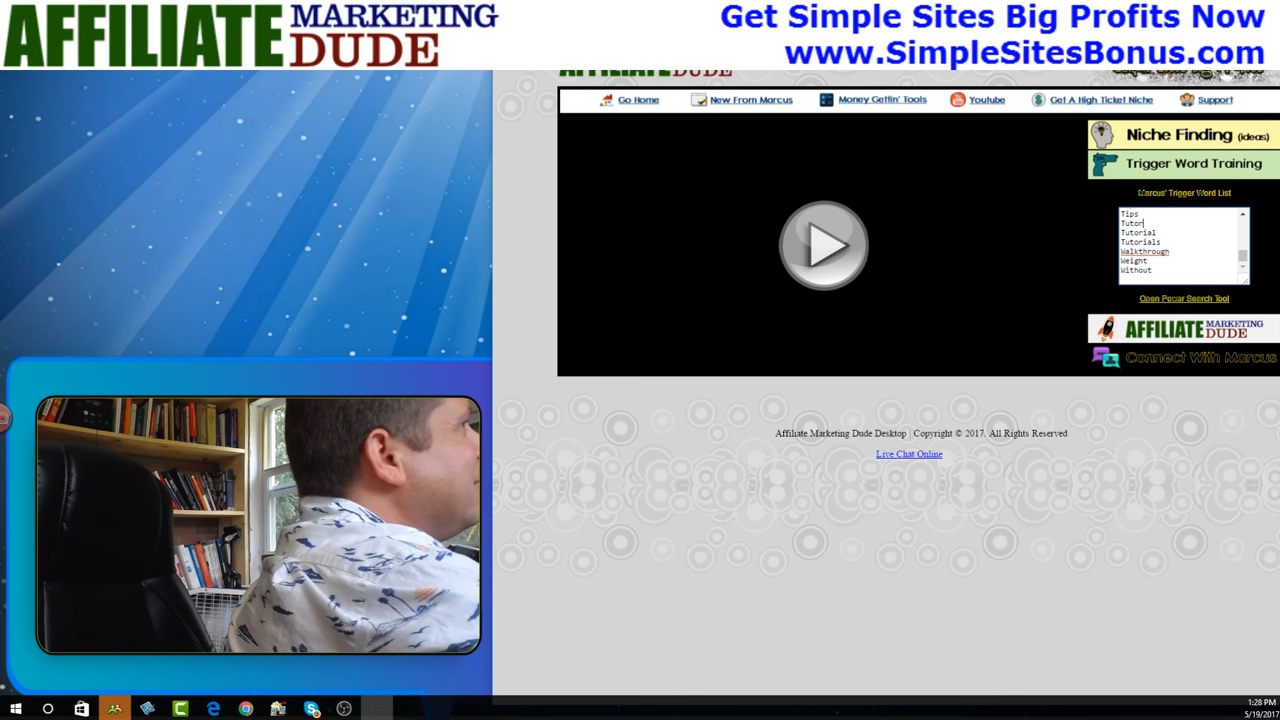 AFFILIATE MARKETING DUDE
Get Simple Sites Big Profits Now
www.SimpleSitesBonus.com
Go Home
New From Marcus
Money Gettin' Tools
Youtube
Get A High Ticket Niche
Support
Niche Finding (ideas)
Trigger Word Training
Marcus' Trigger Word List
Tips
Tutor
Tutorial
Tutorials
Walkthrough
Weight
Without
Open Power Search Tool
AFFILIATE MARKETING DUDE
Connect With Marcus
Affiliate Marketing Dude Desktop | Copyright © 2017. All Rights Reserved
Live Chat Online
1:28 PM
5/19/2017